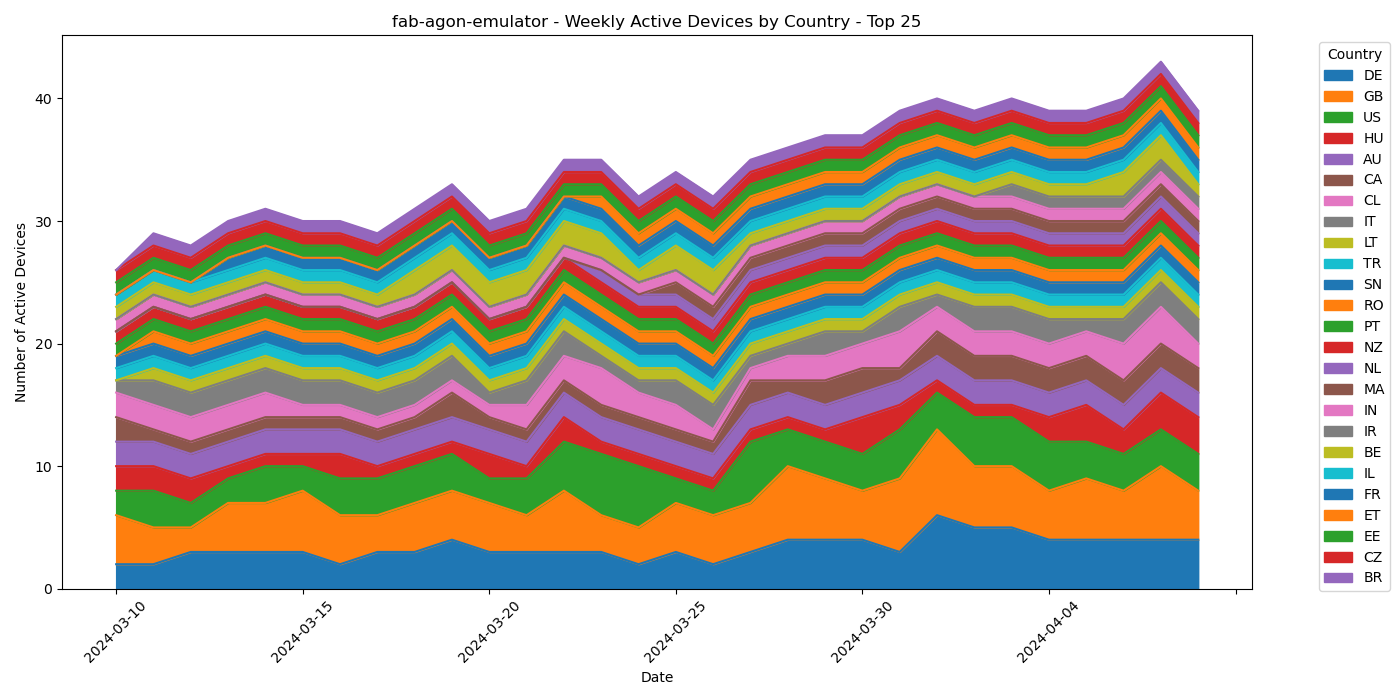 fab-agon-emulator - Weekly Active Devices by Country - Top 25
Number of Active Devices
40
30
20
10
0
2024-03-10
2024-03-15
2024-03-20
2024-03-25
2024-03-30
2024-04-04
Date
Country
DE
GB
US
HU
AU
CA
CL
IT
LT
TR
SN
RO
PT
NZ
NL
MA
IN
IR
BE
IL
FR
ET
EE
CZ
BR